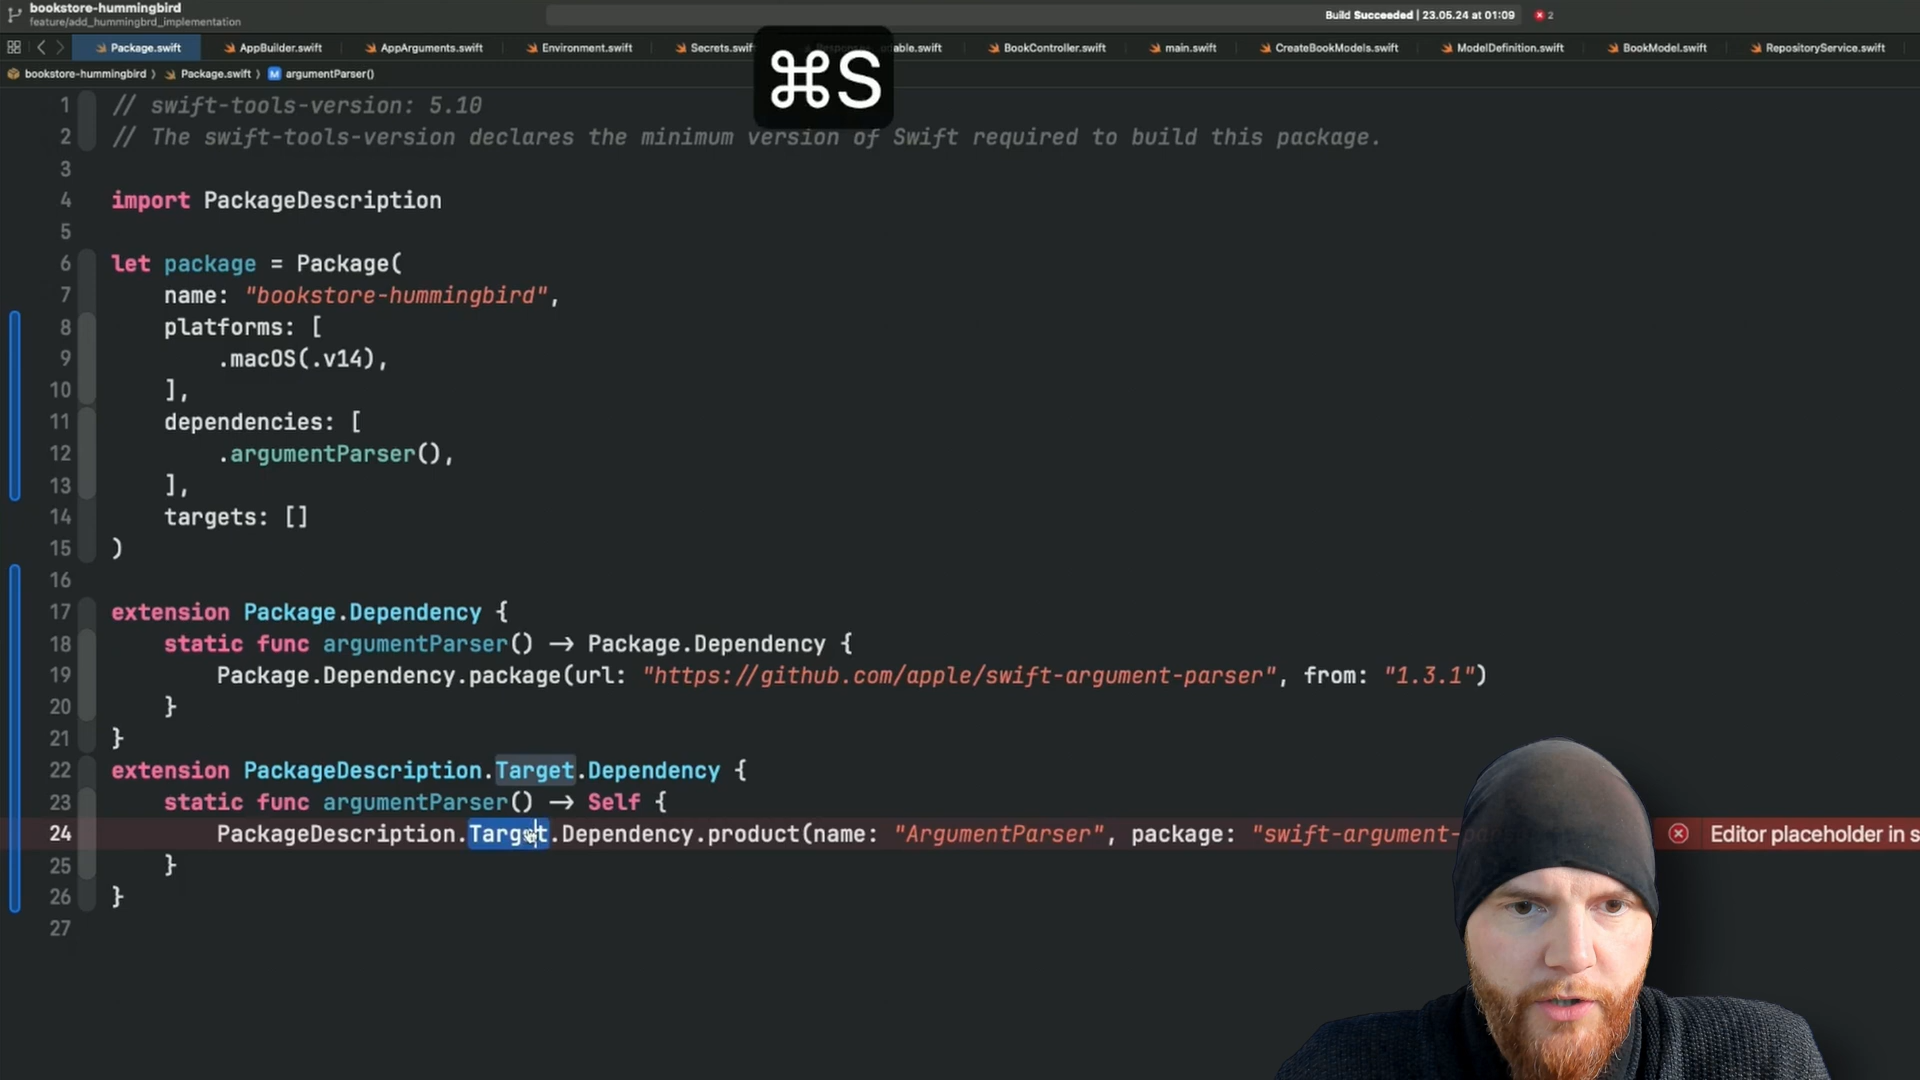 bookstore-hummingbird
feature/add_hummingbrd_implementation
Build Succeeded | 23.05.24 at 01:09
2
Package.swift
AppBuilder.swift
AppArguments.swift
Environment.swift
Secrets.swift
BookController.swift
main.swift
CreateBookModels.swift
ModelDefinition.swift
BookModel.swift
RepositoryService.swift
bookstore-hummingbird 〉 Package.swift 〉 M argumentParser()
⌘S
1 // swift-tools-version: 5.10
2 // The swift-tools-version declares the minimum version of Swift required to build this package.
3
4 import PackageDescription
5
6 let package = Package(
7 name: "bookstore-hummingbird",
8 platforms: [
9 .macOS(.v14),
10 ],
11 dependencies: [
12 .argumentParser(),
13 ],
14 targets: []
15 )
16
17 extension Package.Dependency {
18 static func argumentParser() → Package.Dependency {
19 Package.Dependency.package(url: "https://github.com/apple/swift-argument-parser", from: "1.3.1")
20 }
21 }
22 extension PackageDescription.Target.Dependency {
23 static func argumentParser() → Self {
24 PackageDescription.Target.Dependency.product(name: "ArgumentParser", package: "swift-argument- Editor placeholder in s
25 }
26 }
27